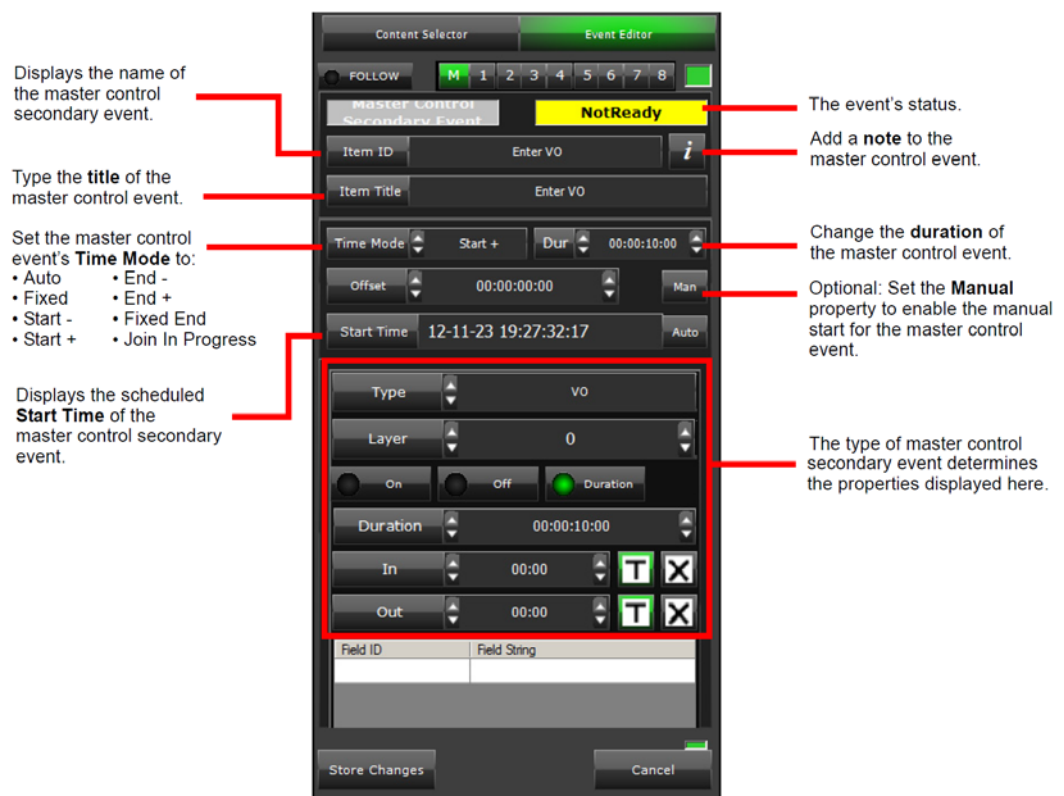 Content Selector
Event Editor
FOLLOW
M 1 2 3 4 5 6 7 8
Master Control
Secondary Event
NotReady
Item ID
Enter VO
i
Item Title
Enter VO
Time Mode
Start +
Dur
00:00:10:00
Offset
00:00:00:00
Man
Start Time
12-11-23 19:27:32:17
Auto
Type
VO
Layer
0
On
Off
Duration
Duration
00:00:10:00
In
00:00
T
X
Out
00:00
T
X
Field ID
Field String
Store Changes
Cancel
Displays the name of
the master control
secondary event.
Type the title of the
master control event.
Set the master control
event's Time Mode to:
• Auto
• End -
• Fixed
• End +
• Start -
• Fixed End
• Start +
• Join In Progress
Displays the scheduled
Start Time of the
master control secondary
event.
The event's status.
Add a note to the
master control event.
Change the duration of
the master control event.
Optional: Set the Manual
property to enable the manual
start for the master control
event.
The type of master control
secondary event determines
the properties displayed here.